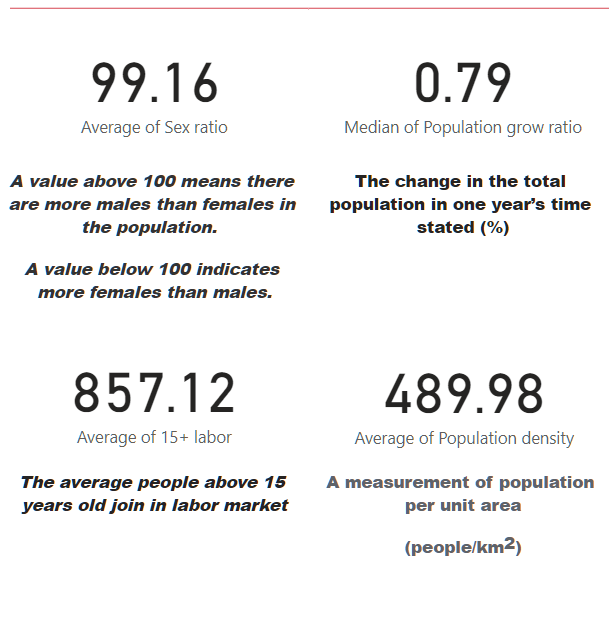 99.16
Average of Sex ratio
A value above 100 means there
are more males than females in
the population.
A value below 100 indicates
more females than males.
0.79
Median of Population grow ratio
The change in the total
population in one year’s time
stated (%)
857.12
Average of 15+ labor
The average people above 15
years old join in labor market
489.98
Average of Population density
A measurement of population
per unit area
(people/km²)